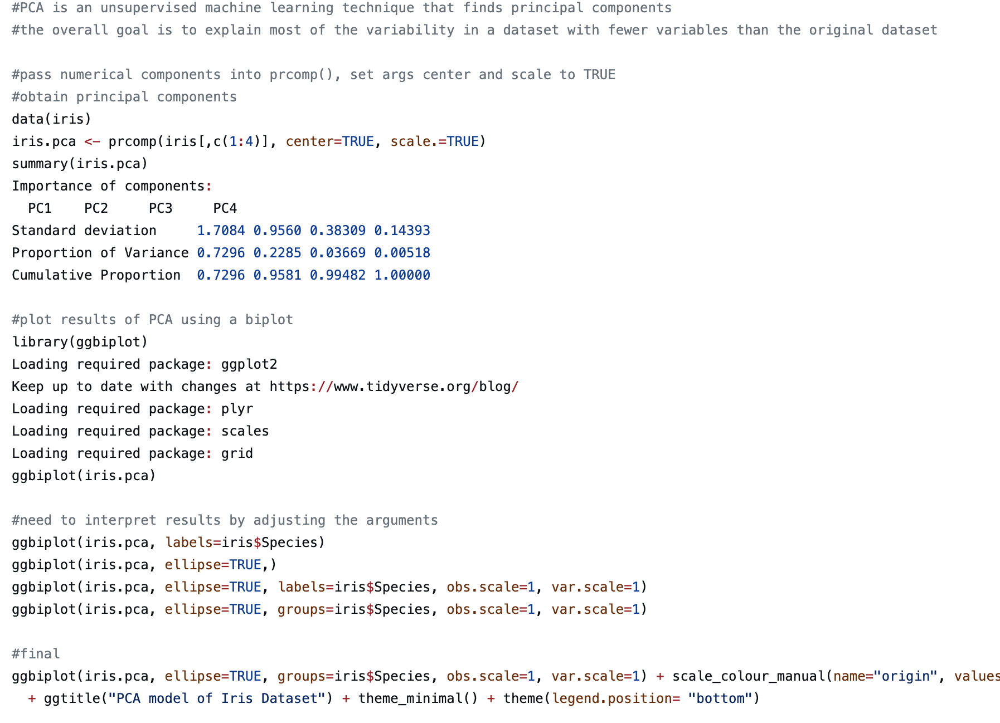 #PCA is an unsupervised machine learning technique that finds principal components
#the overall goal is to explain most of the variability in a dataset with fewer variables than the original dataset
#pass numerical components into prcomp(), set args center and scale to TRUE
#obtain principal components
data(iris)
iris.pca <- prcomp(iris[,c(1:4)], center=TRUE, scale.=TRUE)
summary(iris.pca)
Importance of components:
  PC1    PC2     PC3     PC4
Standard deviation     1.7084 0.9560 0.38309 0.14393
Proportion of Variance 0.7296 0.2285 0.03669 0.00518
Cumulative Proportion  0.7296 0.9581 0.99482 1.00000
#plot results of PCA using a biplot
library(ggbiplot)
Loading required package: ggplot2
Keep up to date with changes at https://www.tidyverse.org/blog/
Loading required package: plyr
Loading required package: scales
Loading required package: grid
ggbiplot(iris.pca)
#need to interpret results by adjusting the arguments
ggbiplot(iris.pca, labels=iris$Species)
ggbiplot(iris.pca, ellipse=TRUE,)
ggbiplot(iris.pca, ellipse=TRUE, labels=iris$Species, obs.scale=1, var.scale=1)
ggbiplot(iris.pca, ellipse=TRUE, groups=iris$Species, obs.scale=1, var.scale=1)
#final
ggbiplot(iris.pca, ellipse=TRUE, groups=iris$Species, obs.scale=1, var.scale=1) + scale_colour_manual(name="origin", values
  + ggtitle("PCA model of Iris Dataset") + theme_minimal() + theme(legend.position= "bottom")